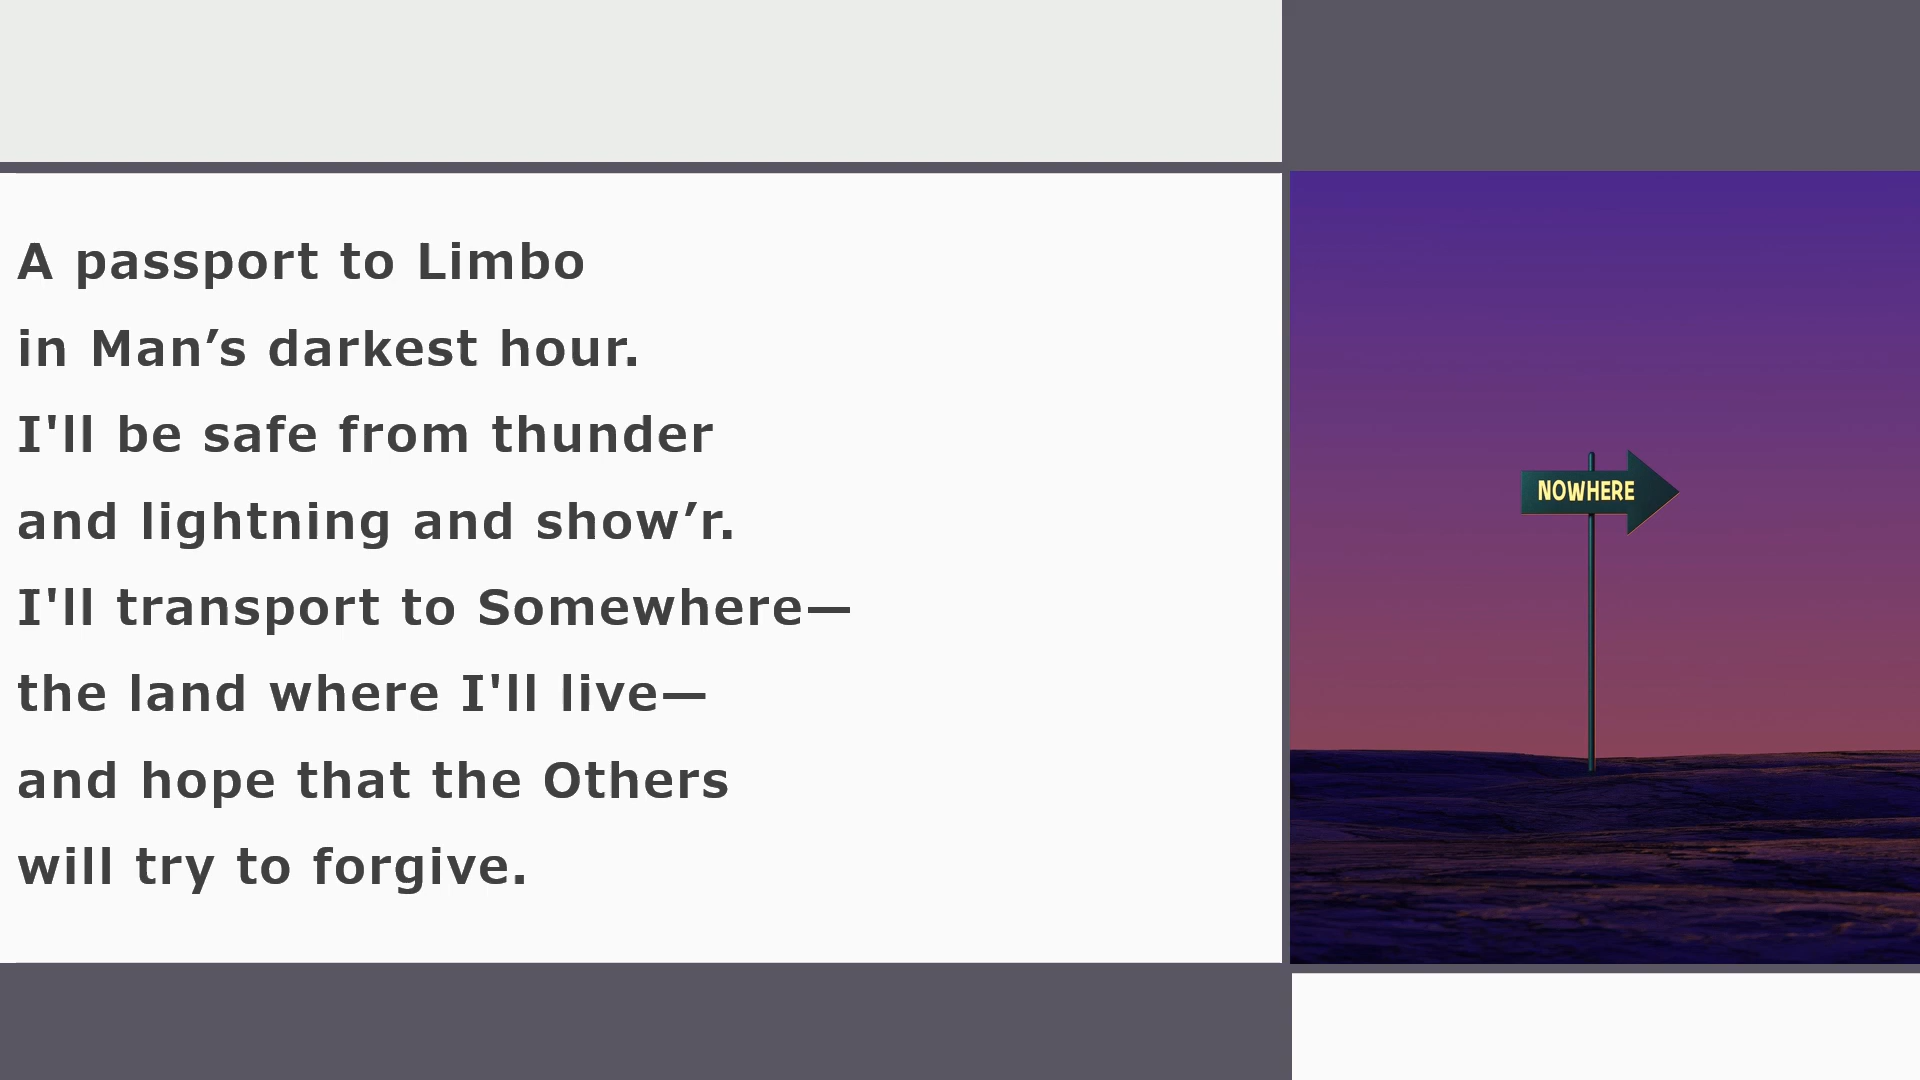 A passport to Limbo
in Man’s darkest hour.
I'll be safe from thunder
and lightning and show’r.
I'll transport to Somewhere—
the land where I'll live—
and hope that the Others
will try to forgive.
NOWHERE